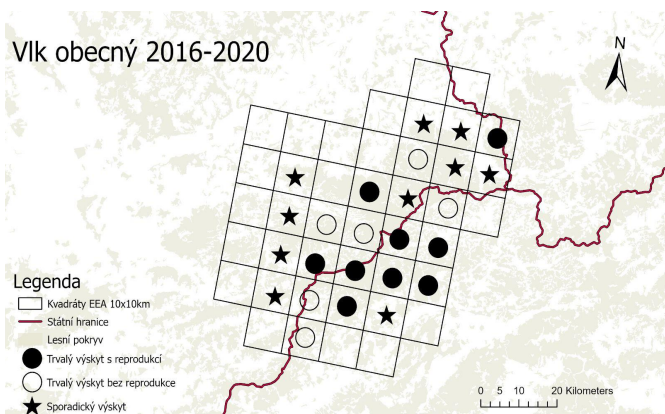 Vlk obecný 2016-2020
N
Legenda
Kvadráty EEA 10x10km
Státní hranice
Lesní pokryv
Trvalý výskyt s reprodukcí
Trvalý výskyt bez reprodukce
Sporadický výskyt
0 5 10 20 Kilometers